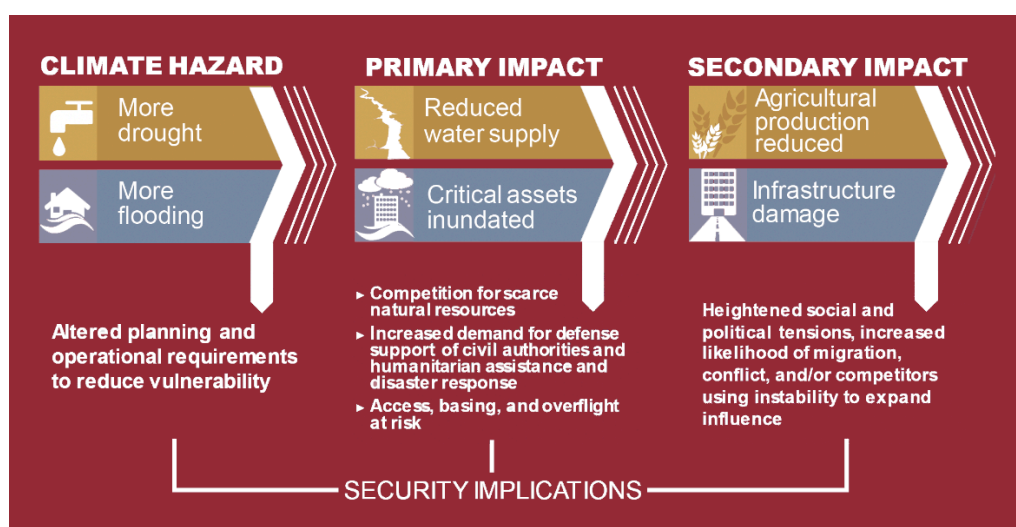 CLIMATE HAZARD
More
drought
More
flooding
Altered planning and
operational requirements
to reduce vulnerability
PRIMARY IMPACT
Reduced
water supply
Critical assets
inundated
▸ Competition for scarce
natural resources
▸ Increased demand for defense
support of civil authorities and
humanitarian assistance and
disaster response
▸ Access, basing, and overflight
at risk
SECONDARY IMPACT
Agricultural
production
reduced
Infrastructure
damage
Heightened social and
political tensions, increased
likelihood of migration,
conflict, and/or competitors
using instability to expand
influence
SECURITY IMPLICATIONS